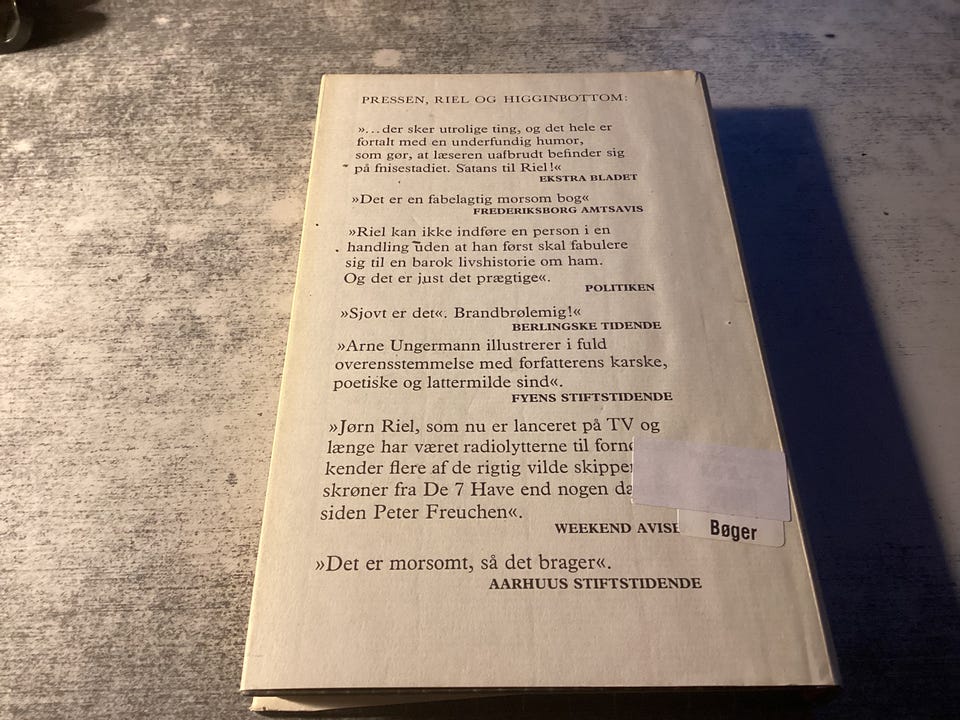 PRESSEN, RIEL OG HIGGINBOTTOM:
»...der sker utrolige ting, og det hele er
fortalt med en underfundig humor,
som gør, at læseren uafbrudt befinder sig
på fnisestadiet. Satans til Riel!«
EKSTRA BLADET
»Det er en fabelagtig morsom bog«
FREDERIKSBORG AMTSAVIS
»Riel kan ikke indføre en person i en
handling uden at han først skal fabulere
sig til en barok livshistorie om ham.
Og det er just det prægtige«.
POLITIKEN
»Sjovt er det«. Brandbrølemig!«
BERLINGSKE TIDENDE
»Arne Ungermann illustrerer i fuld
overensstemmelse med forfatterens karske,
poetiske og lattermilde sind«.
FYENS STIFTSTIDENDE
»Jørn Riel, som nu er lanceret på TV og
længe har været radiolytterne til
kender flere af de rigtig vilde
skrøner fra De 7 Have end nogen
siden Peter Freuchen«.
WEEKEND
Bøger
»Det er morsomt, så det brager«.
AARHUUS STIFTSTIDENDE